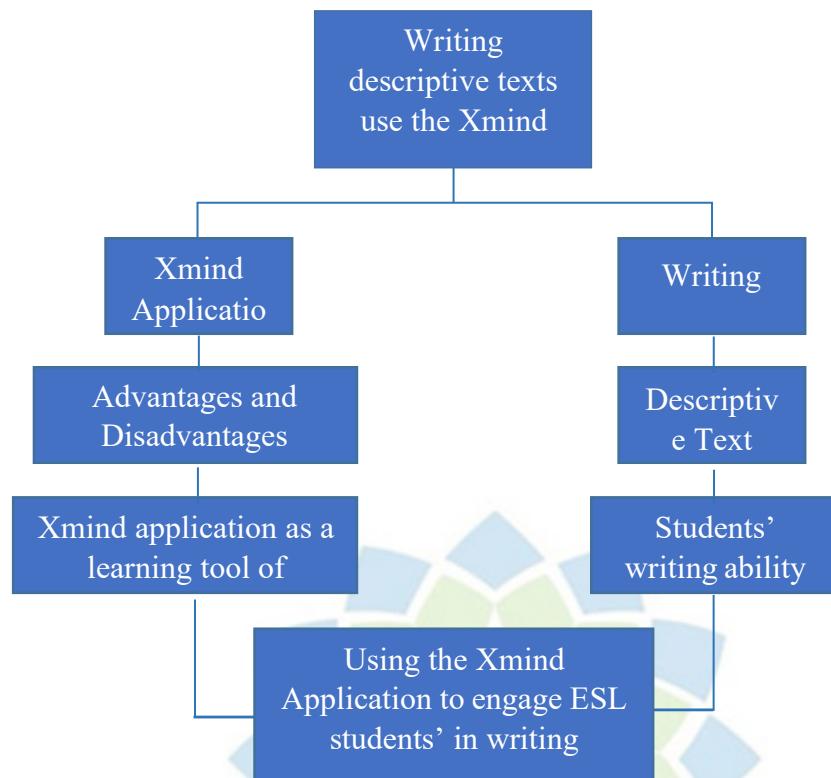 Writing
descriptive texts
use the Xmind
Xmind
Applicatio
Writing
Advantages and
Disadvantages
Descriptiv
e Text
Xmind application as a
learning tool of
Students’
writing ability
Using the Xmind
Application to engage ESL
students’ in writing